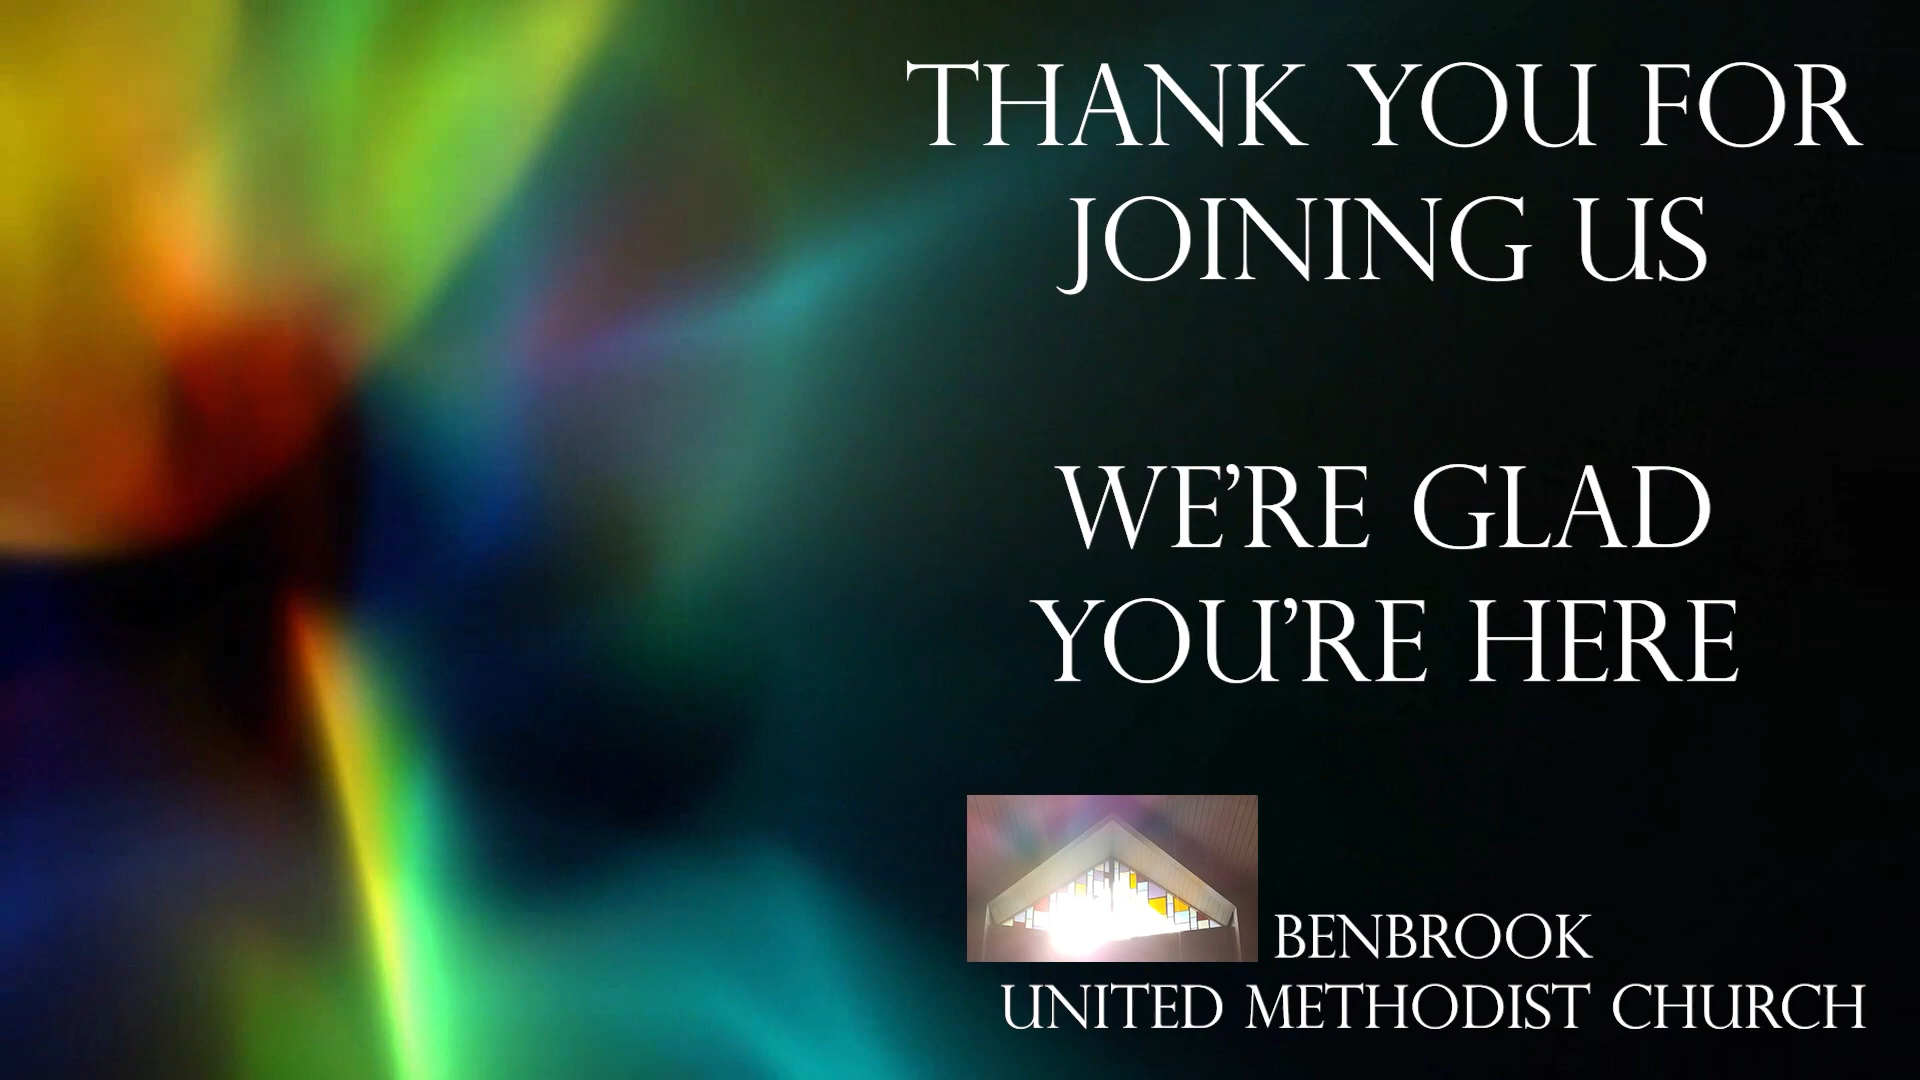 THANK YOU FOR
JOINING US
WE’RE GLAD
YOU’RE HERE
BENBROOK
UNITED METHODIST CHURCH